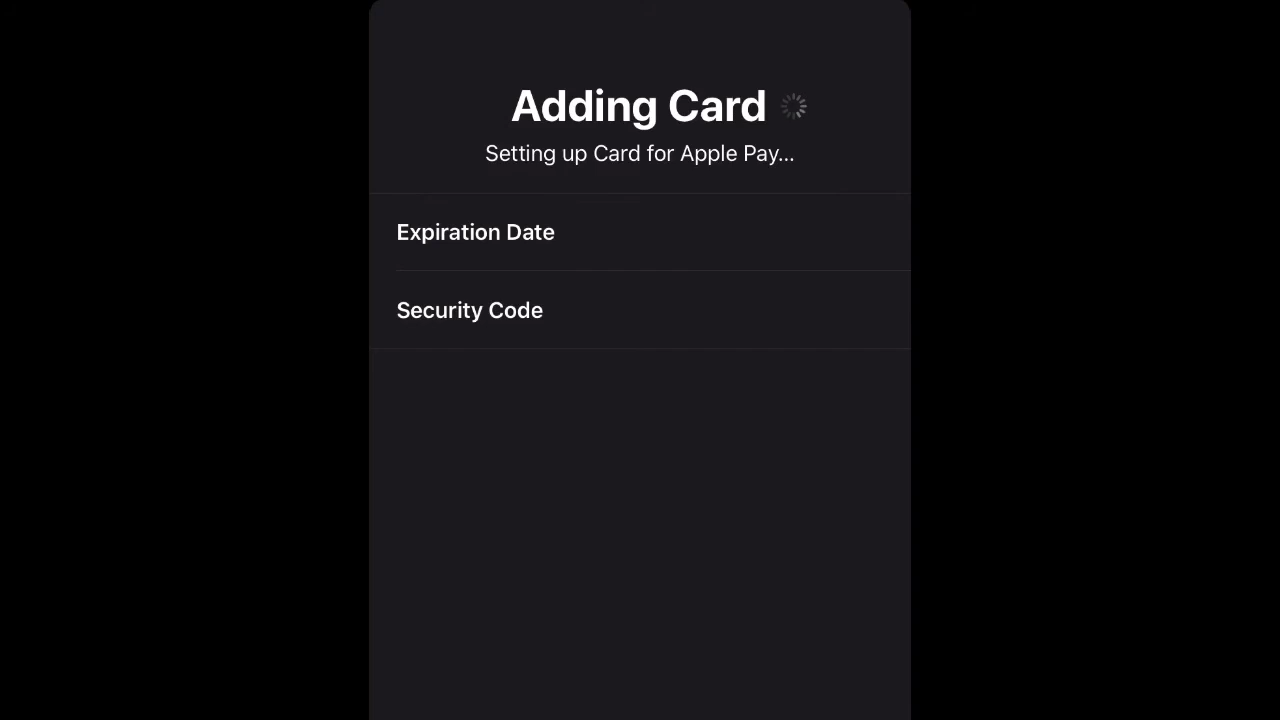 Adding Card
Setting up Card for Apple Pay...
Expiration Date
Security Code